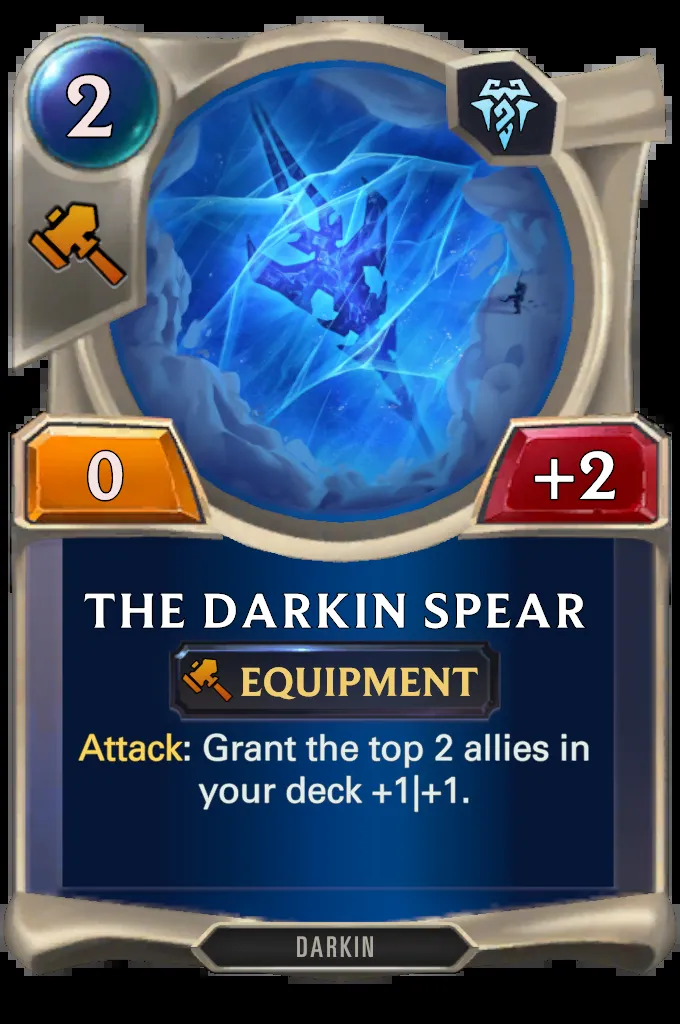 2
0
+2
THE DARKIN SPEAR
EQUIPMENT
Attack: Grant the top 2 allies in
your deck +1|+1.
DARKIN